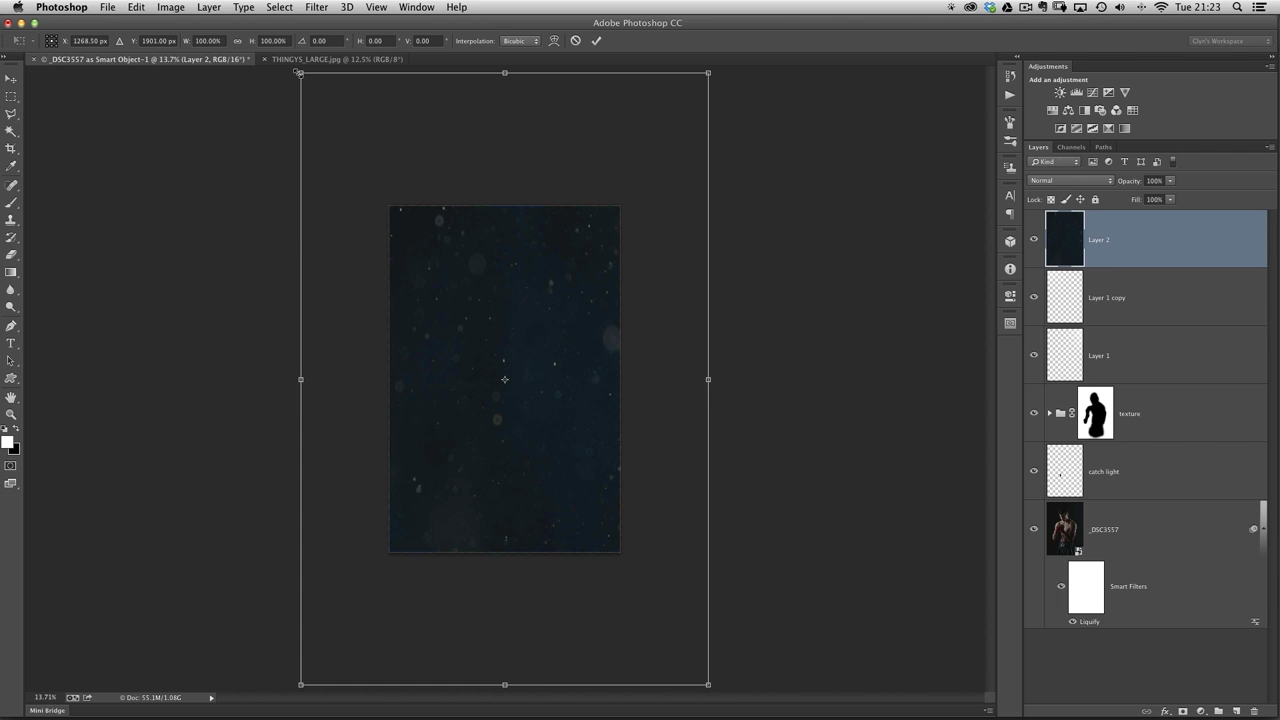 Photoshop File Edit Image Layer Type Select Filter 3D View Window Help Tue 21:23
Adobe Photoshop CC
X: 1268.50 px Y: 1901.00 px W: 100.00% H: 100.00% 0.00 H: 0.00 V: 0.00 Interpolation: Bicubic Clyn's Workspace
× © _DSC3557 as Smart Object-1 @ 13.7% (Layer 2, RGB/16*) * × THINGYS_LARGE.jpg @ 12.5% (RGB/8*)
Adjustments
Add an adjustment
Layers Channels Paths
Kind
Normal Opacity: 100%
Lock: Fill: 100%
Layer 2
Layer 1 copy
Layer 1
texture
catch light
_DSC3557
Smart Filters
Liquify
13.71% © Doc: 55.1M/1.08G
Mini Bridge